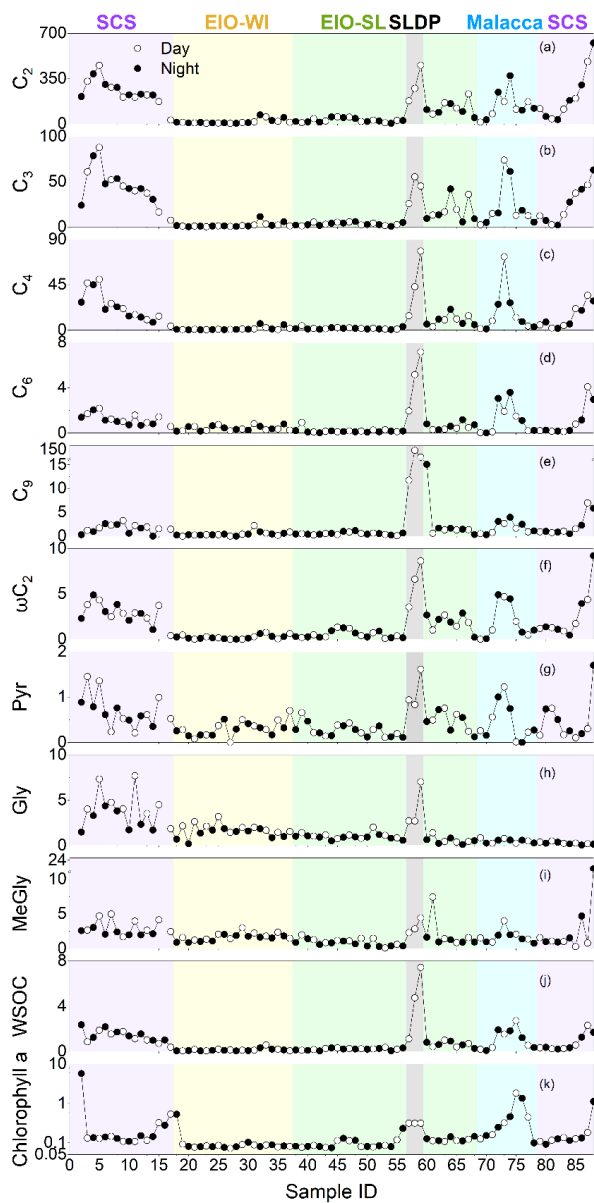 SCS EIO-WI EIO-SL SLDP Malacca SCS
700
350
0
C2
Day
Night
(a)
100
50
0
C3
(b)
90
45
0
C4
(c)
8
4
0
C6
(d)
150
15
10
5
0
C9
(e)
10
5
0
ωC2
(f)
2
1
0
Pyr
(g)
10
5
0
Gly
(h)
24
10
5
0
MeGly
(i)
8
4
0
WSOC
(j)
10
1
0.1
0.05
Chlorophyll a
(k)
0 5 10 15 20 25 30 35 40 45 50 55 60 65 70 75 80 85
Sample ID